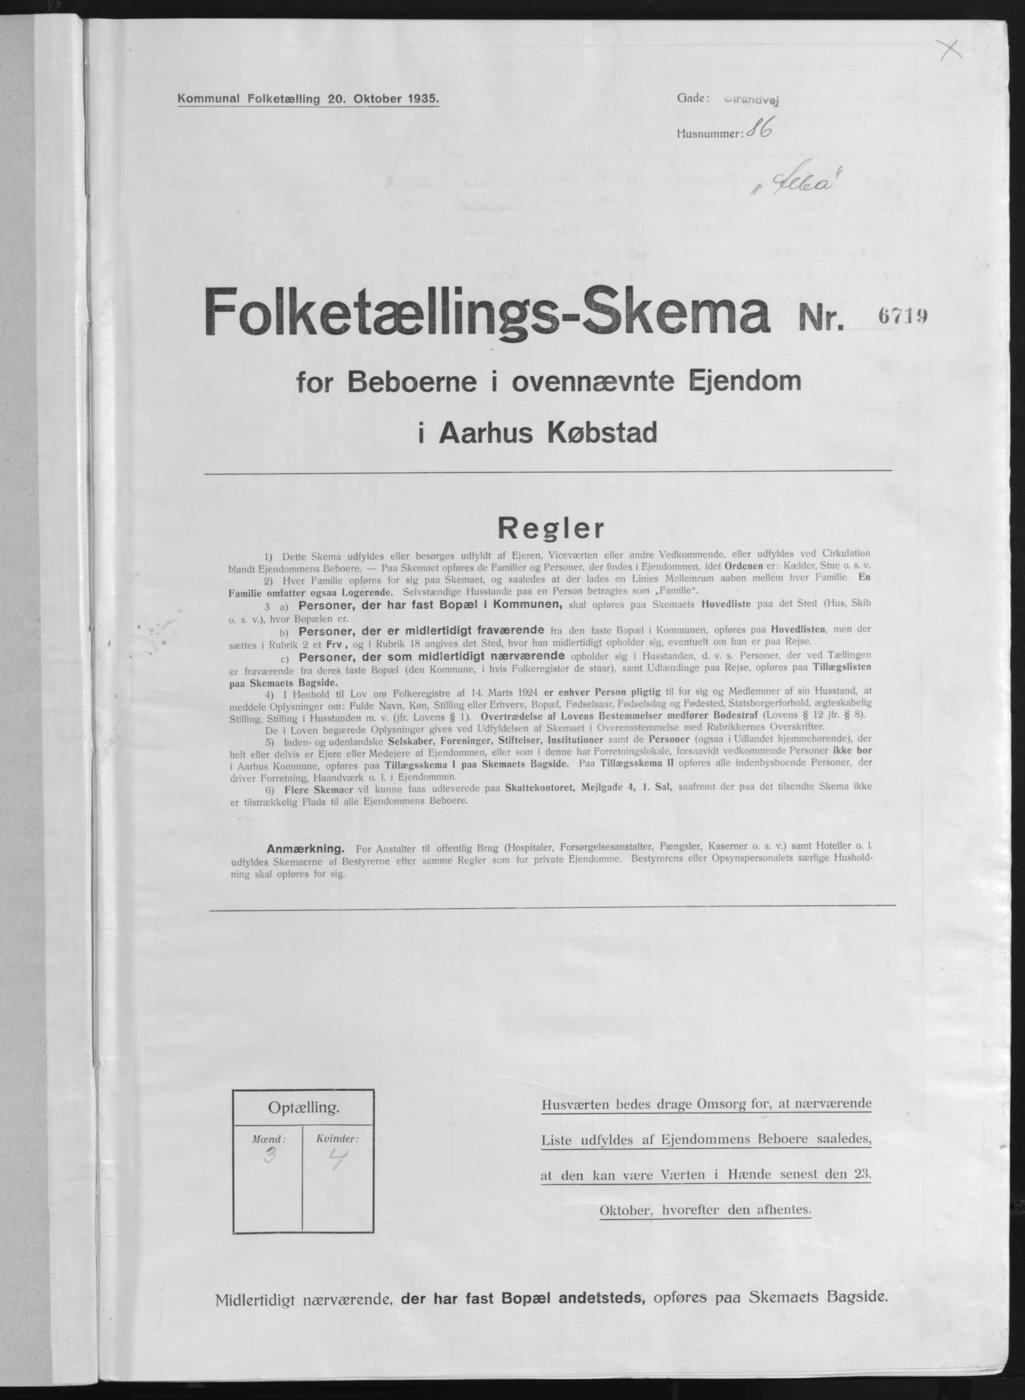 Kommunal Folketælling 20. Oktober 1935.
Gade: Strandvej
Husnummer: 86
Folketællings-Skema Nr. 6719
for Beboerne i ovennævnte Ejendom
i Aarhus Købstad
Regler
1) Dette Skema udfyldes eller besørges udfyldt af Ejeren, Viceværten eller andre Vedkommende, eller udfyldes ved Cirkulation
blandt Ejendommens Beboere. — Paa Skemaet opføres de Familier og Personer, der findes i Ejendommen, idet Ordenen er: Kælder, Stue o. s. v.
2) Hver Familie opføres for sig paa Skemaet, og saaledes at der lades en Linies Mellemrum aaben mellem hver Familie. En
Familie omfatter ogsaa Logerende. Selvstændige Husstande paa en Person betragtes som „Familie".
3 a) Personer, der har fast Bopæl i Kommunen, skal opføres paa Skemaets Hovedliste paa det Sted (Hus, Skib
o. s. v.), hvor Bopælen er.
b) Personer, der er midlertidigt fraværende fra den faste Bopæl i Kommunen, opføres paa Hovedlisten, men der
sættes i Rubrik 2 et Frv., og i Rubrik 18 angives det Sted, hvor han midlertidigt opholder sig, eventuelt om han er paa Rejse.
c) Personer, der som midlertidigt nærværende opholder sig i Husstanden, d. v. s. Personer, der ved Tællingen
er fraværende fra deres faste Bopæl (den Kommune, i hvis Folkeregister de staar), samt Udlændinge paa Rejse, opføres paa Tillægslisten
paa Skemaets Bagside.
4) I Henhold til Lov om Folkeregistre af 14. Marts 1924 er enhver Person pligtig til for sig og Medlemmer af sin Husstand, at
meddele Oplysninger om: Fulde Navn, Køn, Stilling eller Erhverv, Bopæl, Fødselsaar, Fødselsdag og Fødested, Statsborgerforhold, ægteskabelig
Stilling, Stilling i Husstanden m. v. (jfr. Lovens § 1). Overtrædelse af Lovens Bestemmelser medfører Bødestraf (Lovens § 12 jfr. § 8).
De i Loven begærede Oplysninger gives ved Udfyldelsen af Skemaet i Overensstemmelse med Rubrikkernes Overskrifter.
5) Inden- og udenlandske Selskaber, Foreninger, Stiftelser, Institutioner samt de Personer (ogsaa i Udlandet hjemmehørende), der
helt eller delvis er Ejere eller Medejere af Ejendommen, eller som i denne har Forretningslokale, forsaavidt vedkommende Personer ikke bor
i Aarhus Kommune, opføres paa Tillægsskema I paa Skemaets Bagside. Paa Tillægsskema II opføres alle indenbysboende Personer, der
driver Forretning, Haandværk o. l. i Ejendommen.
6) Flere Skemaer vil kunne faas udleverede paa Skattekontoret, Mejlgade 4, 1. Sal, saafremt der paa det tilsendte Skema ikke
er tilstrækkelig Plads til alle Ejendommens Beboere.
Anmærkning. For Anstalter til offentlig Brug (Hospitaler, Forsørgelsesanstalter, Fængsler, Kaserner o. s. v.) samt Hoteller o. l.
udfyldes Skemaerne af Bestyrerne efter samme Regler som for private Ejendomme. Bestyrerens eller Opsynspersonalets særlige Hushold-
ning skal opføres for sig.
Optælling.
Mænd: Kvinder:
3 4
Husværten bedes drage Omsorg for, at nærværende
Liste udfyldes af Ejendommens Beboere saaledes,
at den kan være Værten i Hænde senest den 23.
Oktober, hvorefter den afhentes.
Midlertidigt nærværende, der har fast Bopæl andetsteds, opføres paa Skemaets Bagside.